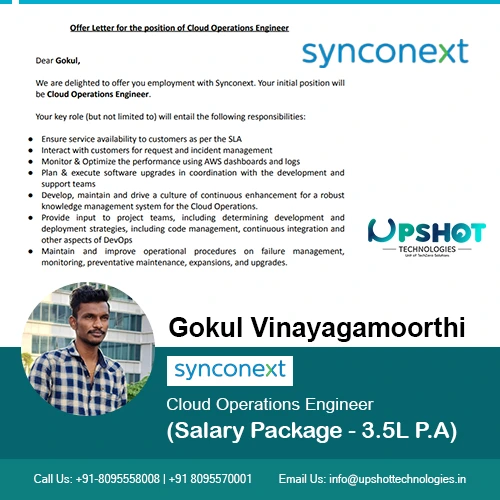 Offer Letter for the position of Cloud Operations Engineer
synconext
Dear Gokul,
We are delighted to offer you employment with Synconext. Your initial position will
be Cloud Operations Engineer.
Your key role (but not limited to) will entail the following responsibilities:
● Ensure service availability to customers as per the SLA
● Interact with customers for request and incident management
● Monitor & Optimize the performance using AWS dashboards and logs
● Plan & execute software upgrades in coordination with the development and
support teams
● Develop, maintain and drive a culture of continuous enhancement for a robust
knowledge management system for the Cloud Operations.
● Provide input to project teams, including determining development and
deployment strategies, including code management, continuous integration and
other aspects of DevOps
● Maintain and improve operational procedures on failure management,
monitoring, preventative maintenance, expansions, and upgrades.
UPSHOT
TECHNOLOGIES
Unit of TechZara Solutions
Gokul Vinayagamoorthi
synconext
Cloud Operations Engineer
(Salary Package - 3.5L P.A)
Call Us: +91-8095558008 | +91 8095570001
Email Us: info@upshottechnologies.in